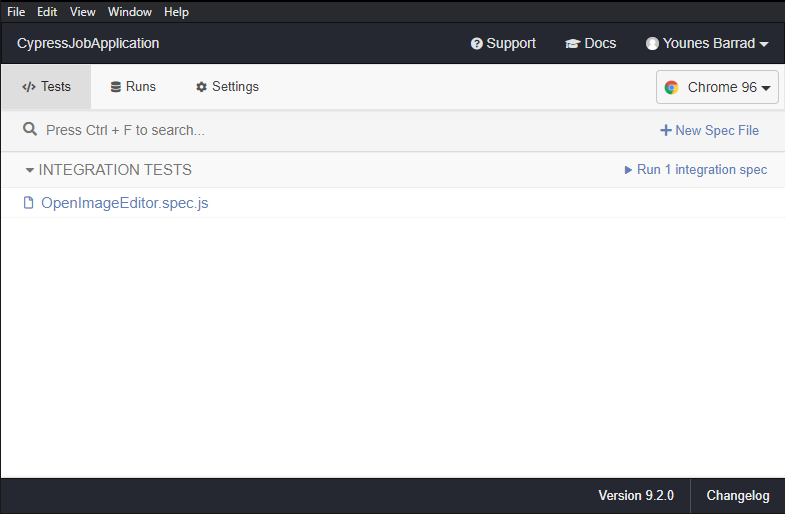 File Edit View Window Help
CypressJobApplication Support Docs Younes Barrad
Tests Runs Settings Chrome 96
Press Ctrl + F to search... New Spec File
INTEGRATION TESTS Run 1 integration spec
OpenImageEditor.spec.js
Version 9.2.0 Changelog